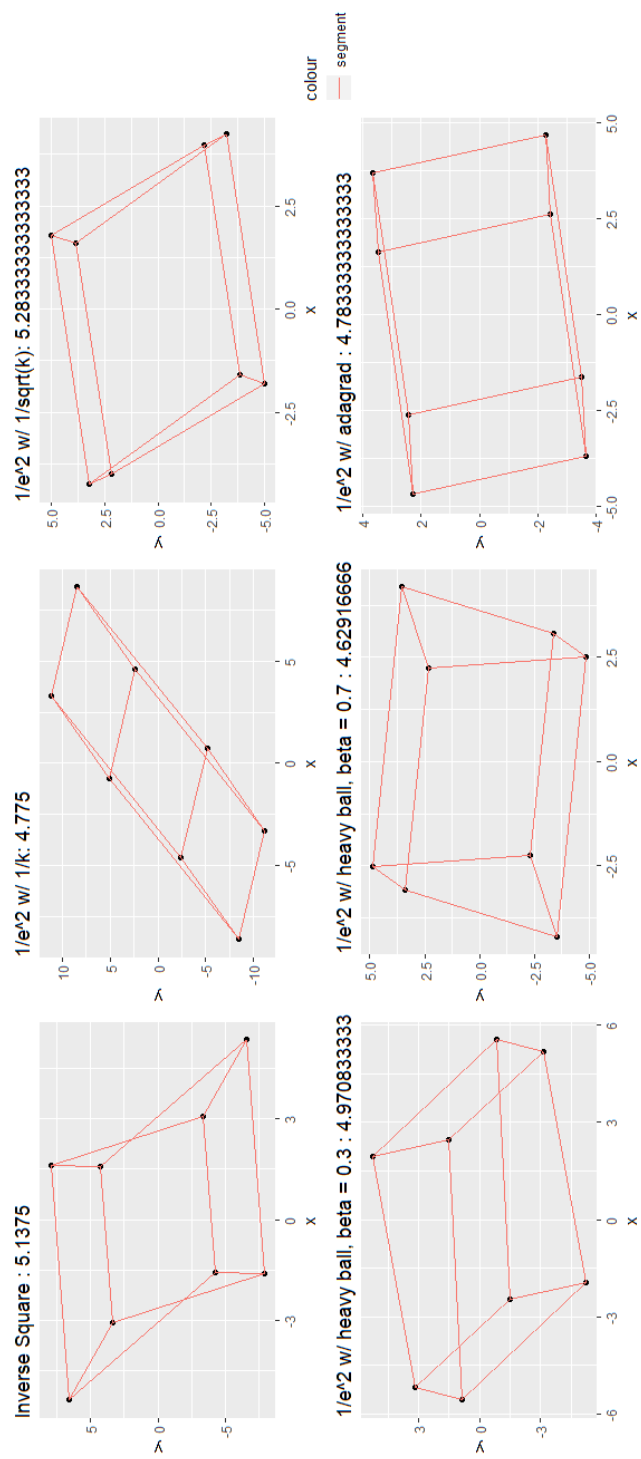 Inverse Square : 5.1375
y
5
0
-5
-3 0 3
x
1/e^2 w/ 1/k: 4.775
y
10
5
0
-5
-10
-5 0 5
x
1/e^2 w/ 1/sqrt(k): 5.28333333333333
y
5.0
2.5
0.0
-2.5
-5.0
-2.5 0.0 2.5
x
1/e^2 w/ heavy ball, beta = 0.3 : 4.970833333
y
3
0
-3
-6 -3 0 3 6
x
1/e^2 w/ heavy ball, beta = 0.7 : 4.62916666
y
5.0
2.5
0.0
-2.5
-5.0
-2.5 0.0 2.5
x
1/e^2 w/ adagrad : 4.78333333333333
y
4
2
0
-2
-4
-5.0 -2.5 0.0 2.5 5.0
x
colour
segment